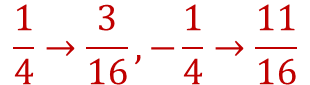 1/4 → 3/16, − 1/4 → 11/16